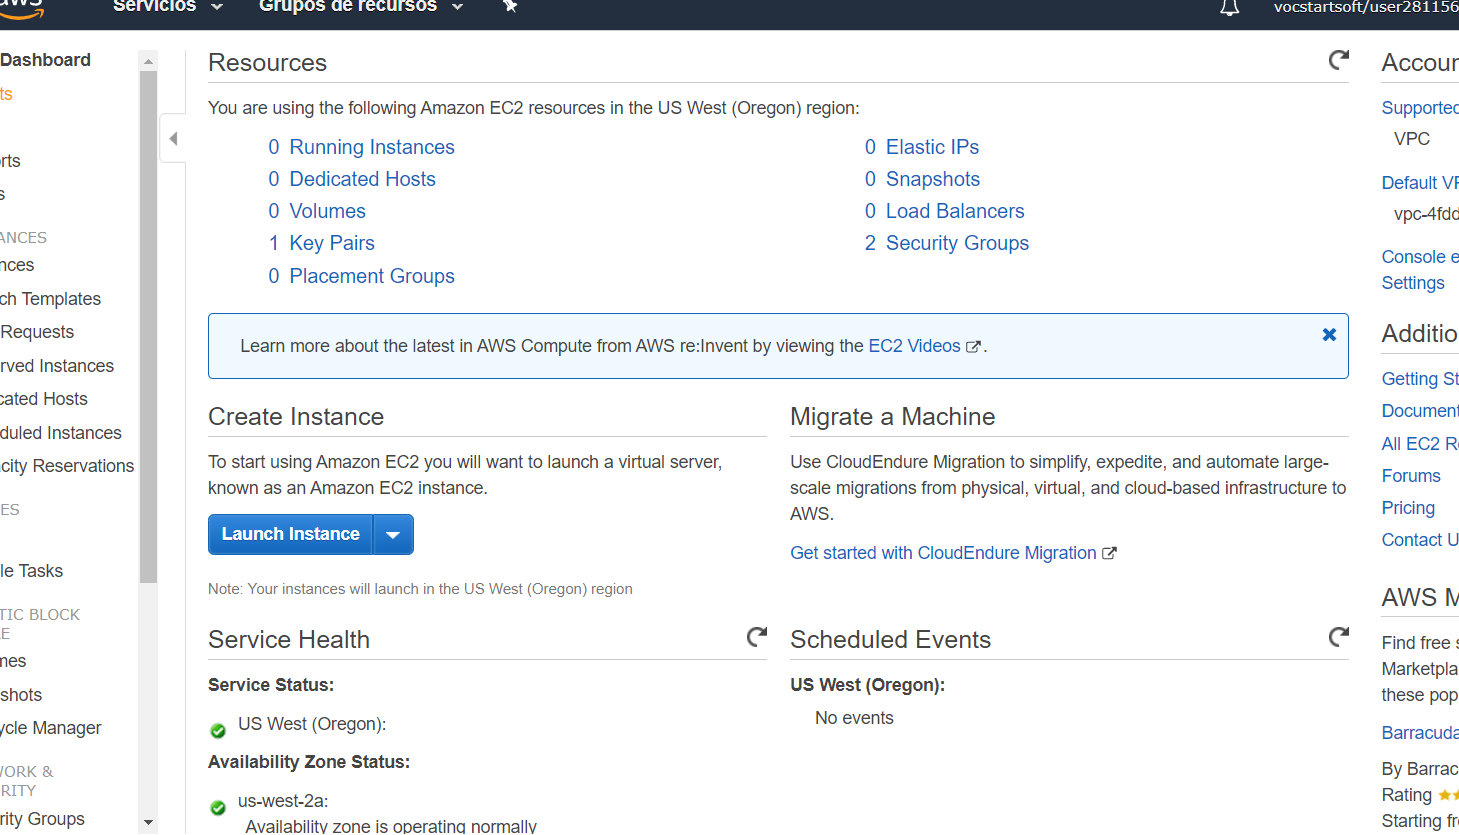 aws
Servicios
Grupos de recursos
vocstartsoft/user281156
Dashboard
ts
rts
s
ANCES
nces
ch Templates
Requests
rved Instances
cated Hosts
duled Instances
city Reservations
ES
le Tasks
TIC BLOCK
E
mes
shots
ycle Manager
ORK &
RITY
rity Groups
Resources
You are using the following Amazon EC2 resources in the US West (Oregon) region:
0 Running Instances
0 Elastic IPs
0 Dedicated Hosts
0 Snapshots
0 Volumes
0 Load Balancers
1 Key Pairs
2 Security Groups
0 Placement Groups
Learn more about the latest in AWS Compute from AWS re:Invent by viewing the EC2 Videos .
Create Instance
To start using Amazon EC2 you will want to launch a virtual server,
known as an Amazon EC2 instance.
Launch Instance
Note: Your instances will launch in the US West (Oregon) region
Migrate a Machine
Use CloudEndure Migration to simplify, expedite, and automate large-
scale migrations from physical, virtual, and cloud-based infrastructure to
AWS.
Get started with CloudEndure Migration
Service Health
Service Status:
US West (Oregon):
Availability Zone Status:
us-west-2a:
Availability zone is operating normally
Scheduled Events
US West (Oregon):
No events
Accoun
Supported
VPC
Default VP
vpc-4fdd
Console e
Settings
Additio
Getting St
Document
All EC2 Re
Forums
Pricing
Contact U
AWS M
Find free s
Marketpla
these pop
Barracuda
By Barrac
Rating
Starting fr